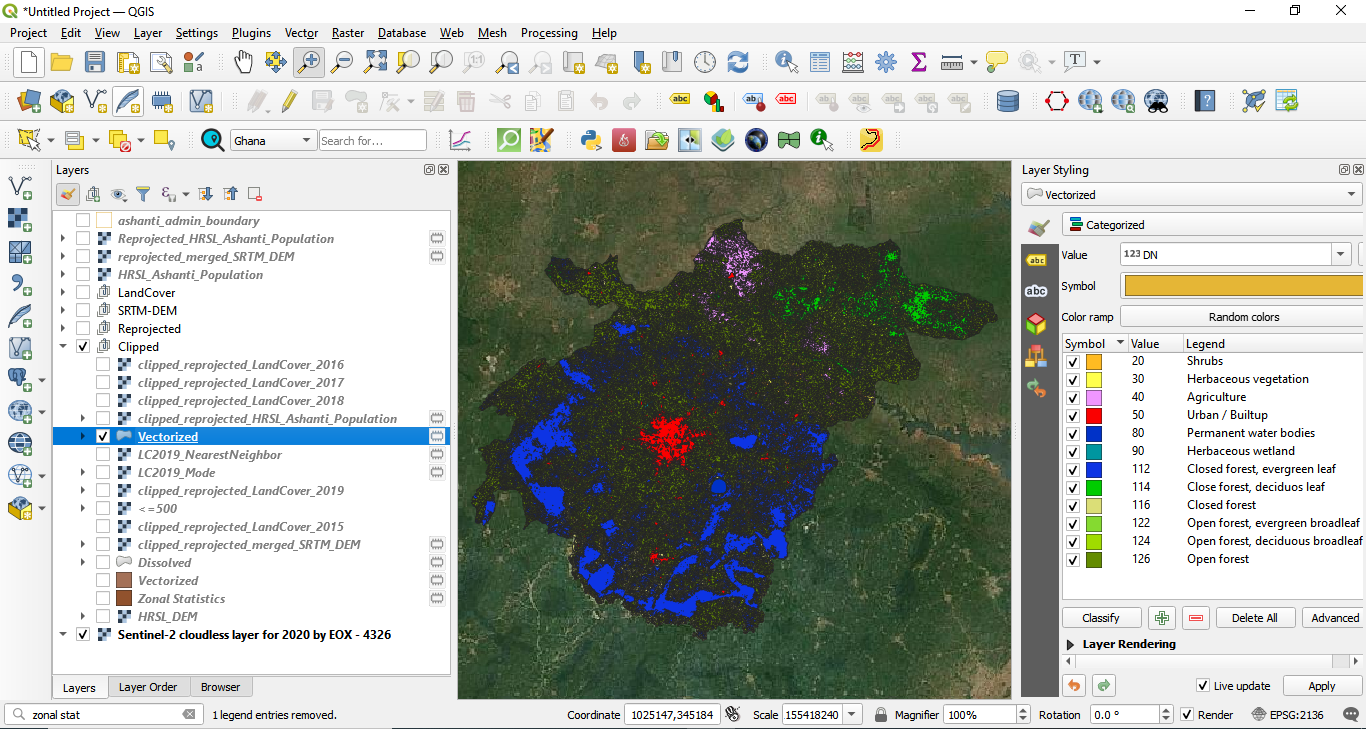 *Untitled Project — QGIS
Project Edit View Layer Settings Plugins Vector Raster Database Web Mesh Processing Help
Ghana Search for...
Layers
ashanti_admin_boundary
Reprojected_HRSL_Ashanti_Population
reprojected_merged_SRTM_DEM
HRSL_Ashanti_Population
LandCover
SRTM-DEM
Reprojected
Clipped
clipped_reprojected_LandCover_2016
clipped_reprojected_LandCover_2017
clipped_reprojected_LandCover_2018
clipped_reprojected_HRSL_Ashanti_Population
Vectorized
LC2019_NearestNeighbor
LC2019_Mode
clipped_reprojected_LandCover_2019
<=500
clipped_reprojected_LandCover_2015
clipped_reprojected_merged_SRTM_DEM
Dissolved
Vectorized
Zonal Statistics
HRSL_DEM
Sentinel-2 cloudless layer for 2020 by EOX - 4326
Layers Layer Order Browser
Layer Styling
Vectorized
Categorized
Value 123 DN
Symbol
Color ramp Random colors
Symbol Value Legend
20 Shrubs
30 Herbaceous vegetation
40 Agriculture
50 Urban / Builtup
80 Permanent water bodies
90 Herbaceous wetland
112 Closed forest, evergreen leaf
114 Close forest, deciduos leaf
116 Closed forest
122 Open forest, evergreen broadleaf
124 Open forest, deciduous broadleaf
126 Open forest
Classify Delete All Advanced
Layer Rendering
Live update Apply
zonal stat 1 legend entries removed. Coordinate 1025147,345184 Scale 155418240 Magnifier 100% Rotation 0.0 ° Render EPSG:2136